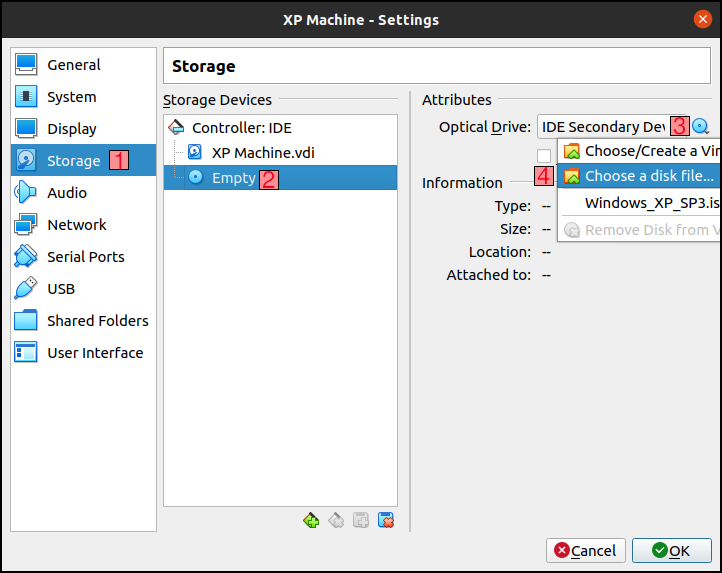 XP Machine - Settings
General
System
Display
Storage 1
Audio
Network
Serial Ports
USB
Shared Folders
User Interface
Storage
Storage Devices
Controller: IDE
XP Machine.vdi
Empty 2
Attributes
Optical Drive: IDE Secondary Dev 3
Choose/Create a Vir
4 Choose a disk file...
Windows_XP_SP3.is
Remove Disk from V
Information
Type: --
Size: --
Location: --
Attached to: --
Cancel
OK